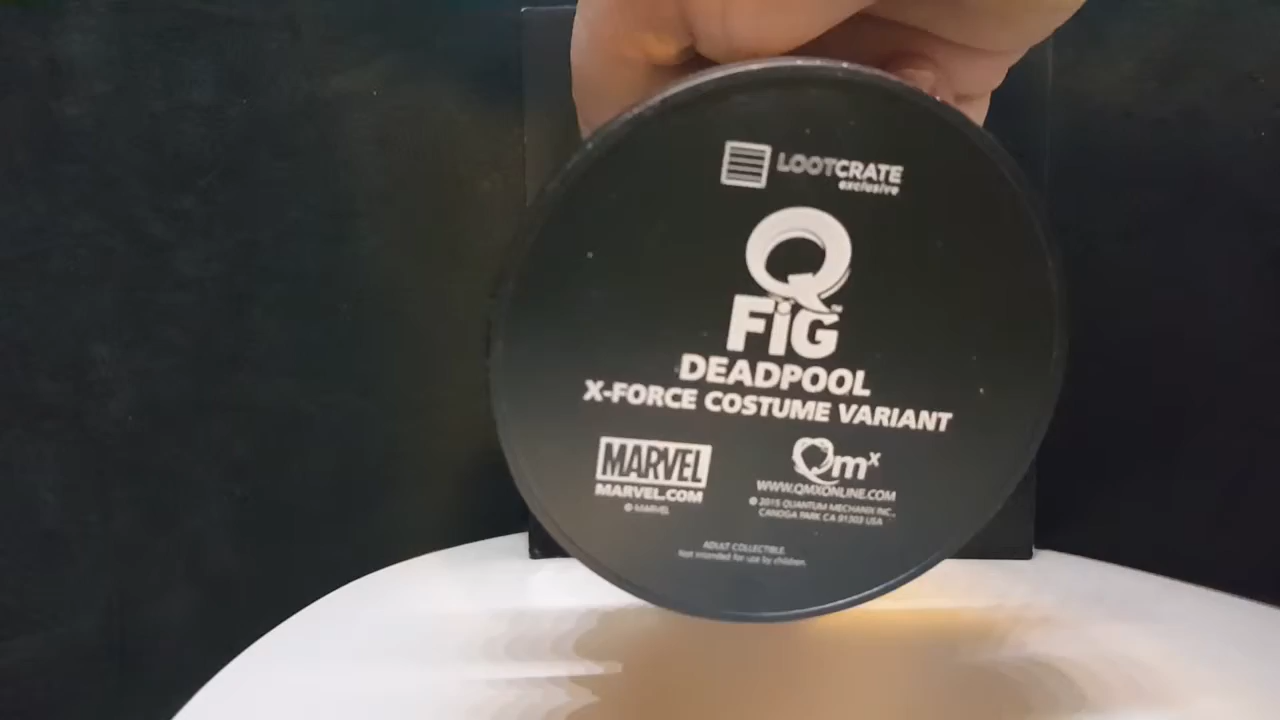 LOOTCRATE
exclusive
Q
FiG™
DEADPOOL
X-FORCE COSTUME VARIANT
MARVEL
MARVEL.COM
© MARVEL
Qmx
WWW.QMXONLINE.COM
© 2015 QUANTUM MECHANIX INC.,
CANOGA PARK CA 91303 USA
ADULT COLLECTIBLE.
Not intended for use by children.